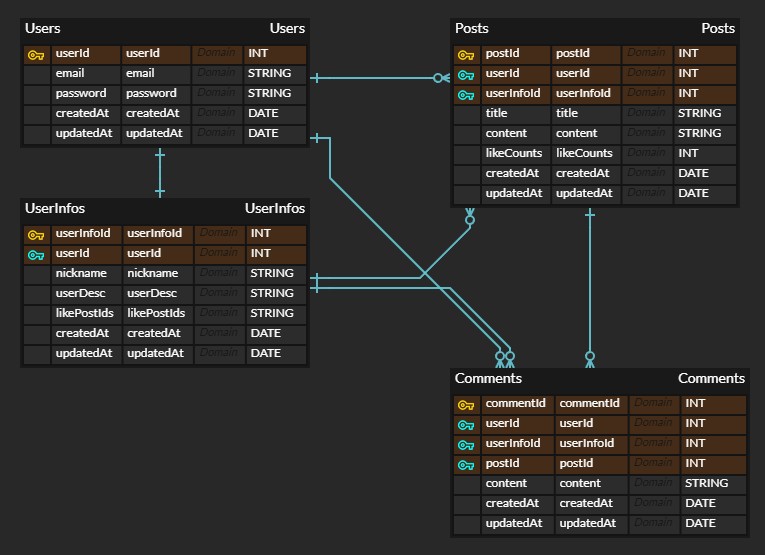 Users Users
userId userId Domain INT
email email Domain STRING
password password Domain STRING
createdAt createdAt Domain DATE
updatedAt updatedAt Domain DATE
Posts Posts
postId postId Domain INT
userId userId Domain INT
userInfoId userInfoId Domain INT
title title Domain STRING
content content Domain STRING
likeCounts likeCounts Domain INT
createdAt createdAt Domain DATE
updatedAt updatedAt Domain DATE
UserInfos UserInfos
userInfoId userInfoId Domain INT
userId userId Domain INT
nickname nickname Domain STRING
userDesc userDesc Domain STRING
likePostIds likePostIds Domain STRING
createdAt createdAt Domain DATE
updatedAt updatedAt Domain DATE
Comments Comments
commentId commentId Domain INT
userId userId Domain INT
userInfoId userInfoId Domain INT
postId postId Domain INT
content content Domain STRING
createdAt createdAt Domain DATE
updatedAt updatedAt Domain DATE